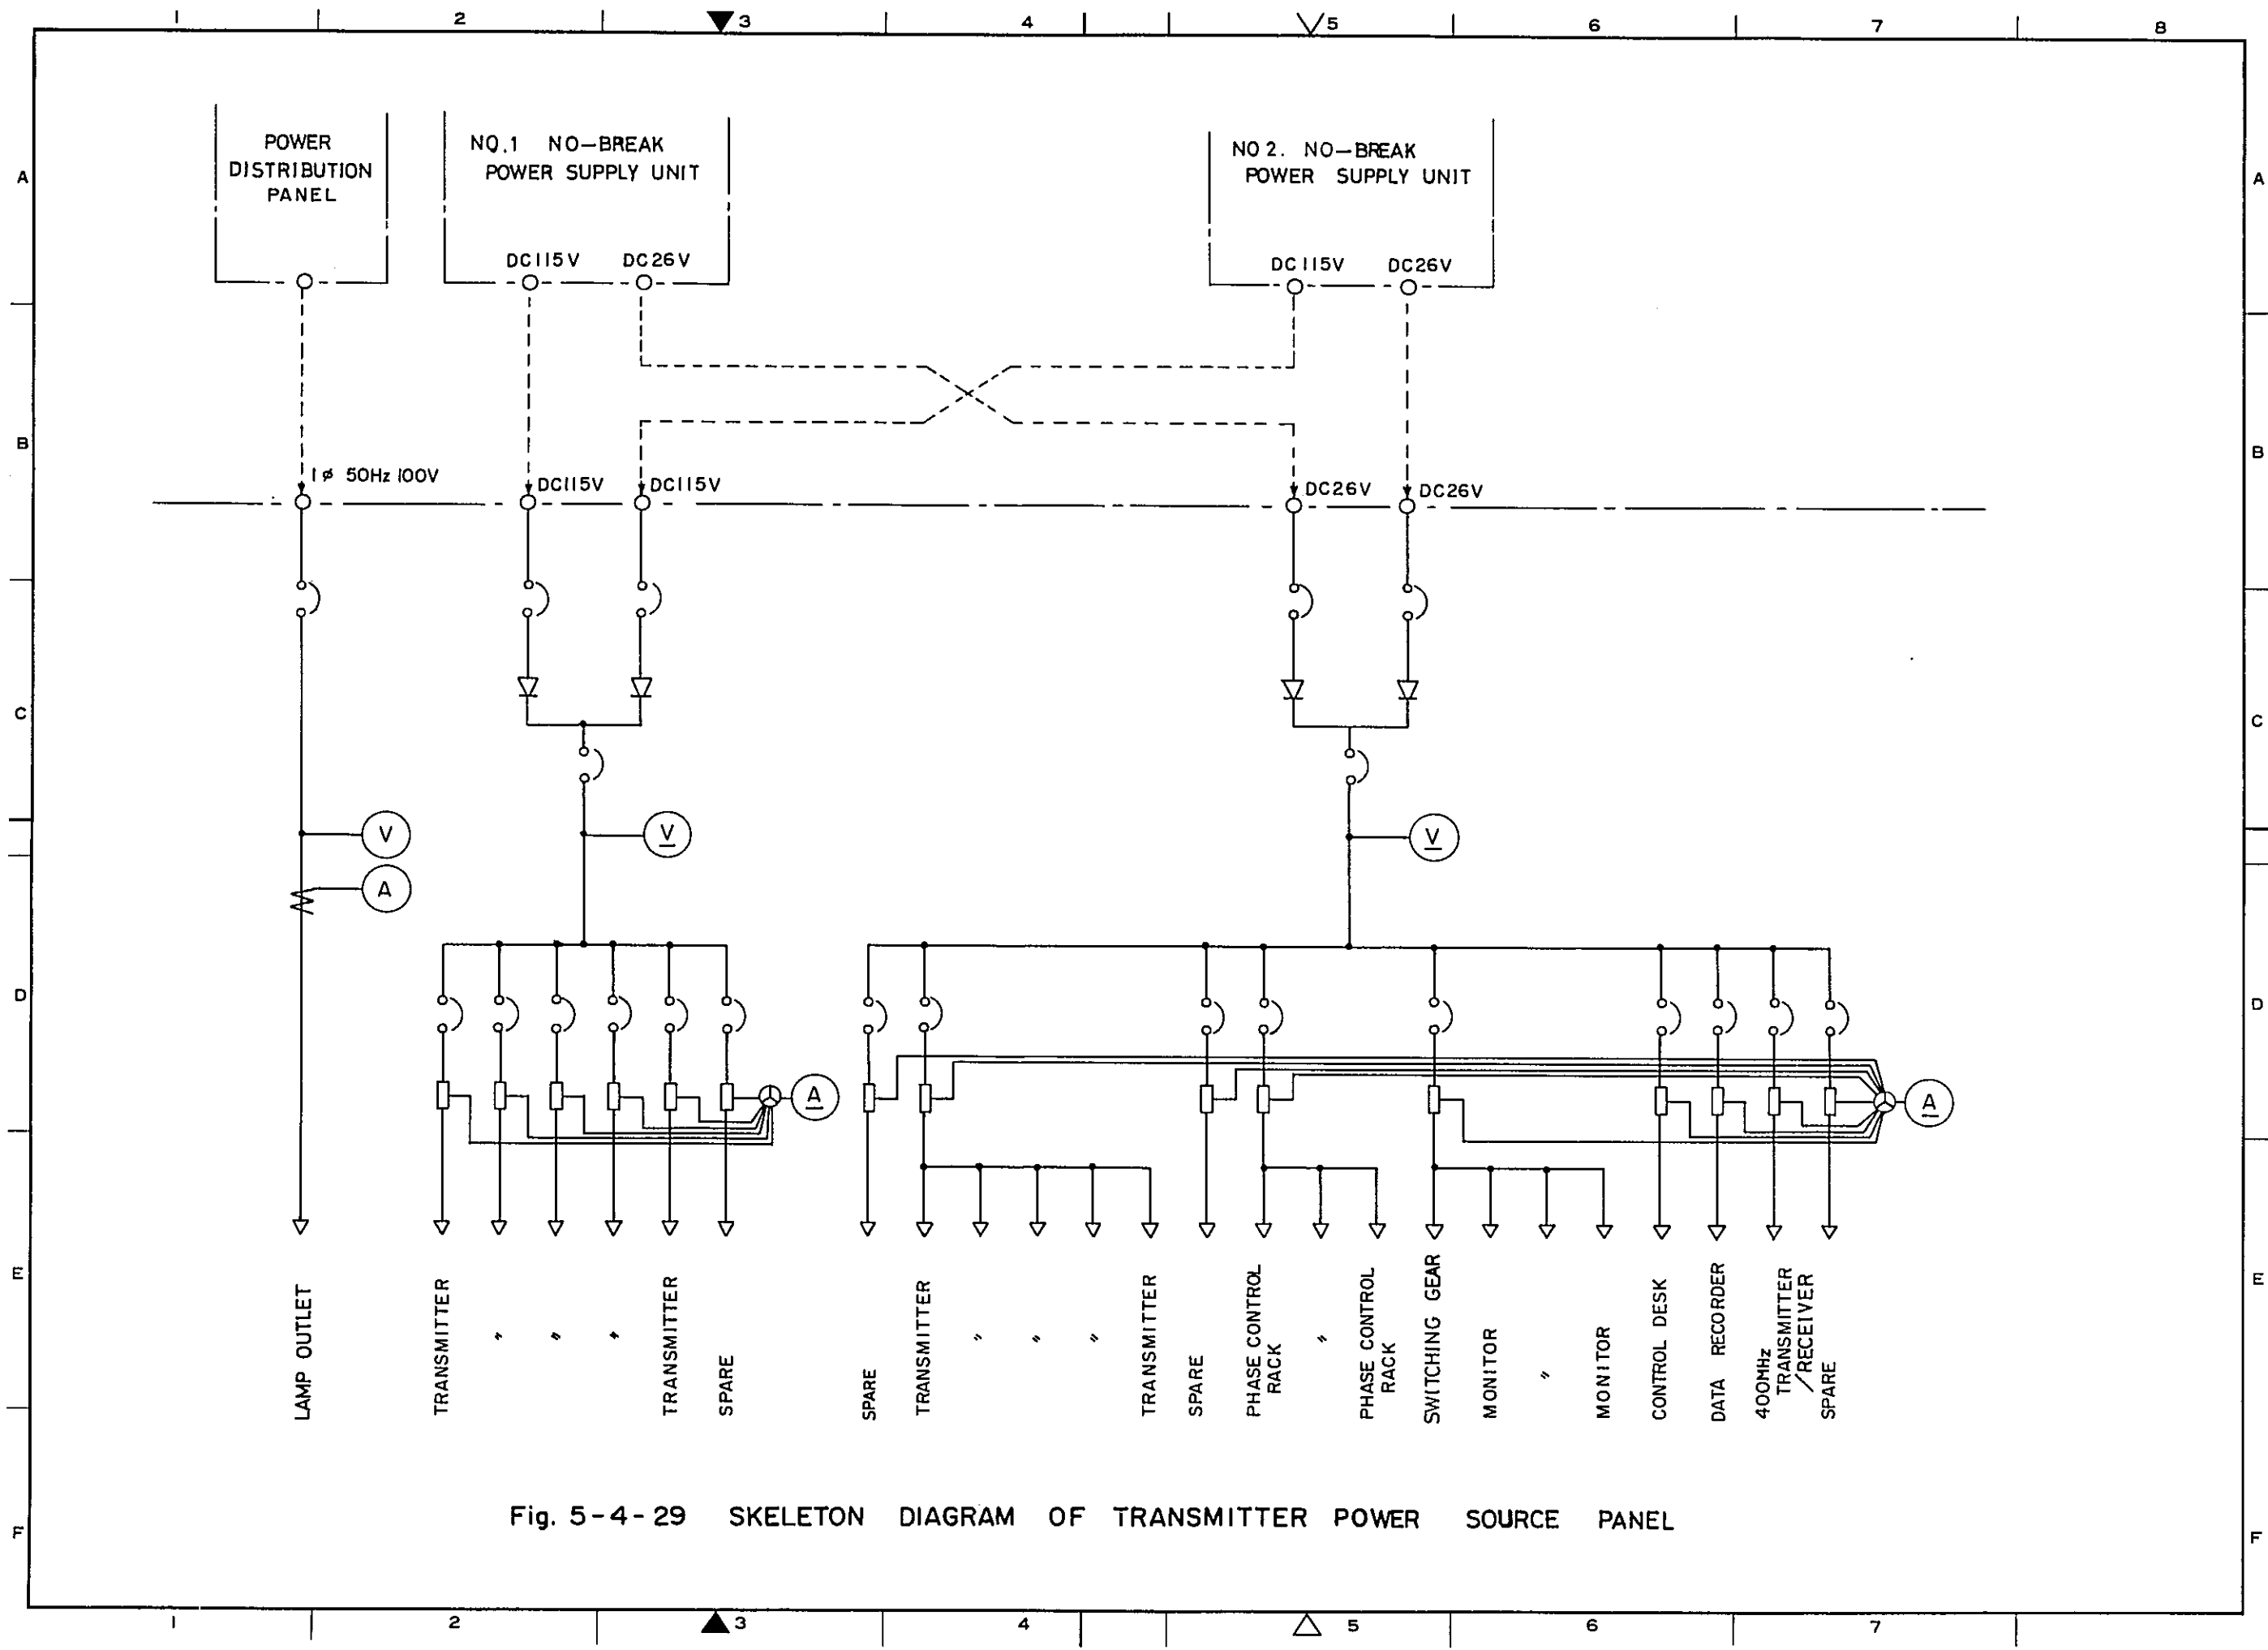 1 2 3 4 5 6 7 8
POWER
DISTRIBUTION
PANEL
NO.1 NO-BREAK
POWER SUPPLY UNIT
NO 2. NO-BREAK
POWER SUPPLY UNIT
A A
DC115V DC26V
DC115V DC26V
B B
1ø 50Hz 100V
DC115V
DC115V
DC26V
DC26V
C C
V
V
V
A
D D
A
A
E E
LAMP OUTLET
TRANSMITTER
〃
〃
〃
TRANSMITTER
SPARE
SPARE
TRANSMITTER
〃
〃
〃
TRANSMITTER
SPARE
PHASE CONTROL
RACK
〃
PHASE CONTROL
RACK
SWITCHING GEAR
MONITOR
〃
MONITOR
CONTROL DESK
DATA RECORDER
400MHz
TRANSMITTER
/RECEIVER
SPARE
Fig. 5-4-29 SKELETON DIAGRAM OF TRANSMITTER POWER SOURCE PANEL
F F
1 2 3 4 5 6 7